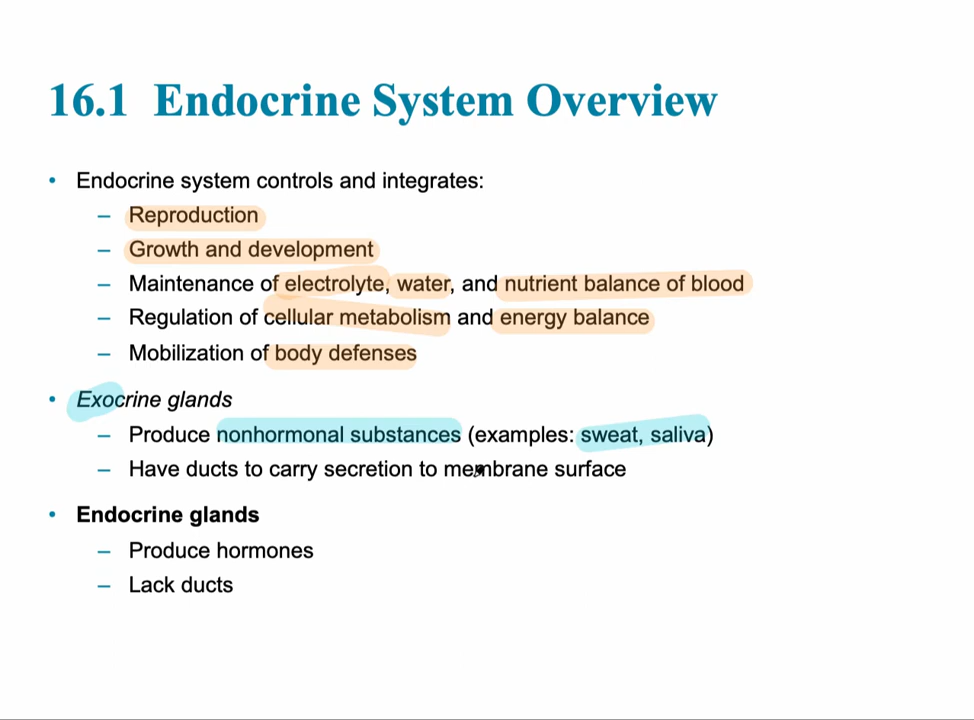 16.1 Endocrine System Overview
• Endocrine system controls and integrates:
– Reproduction
– Growth and development
– Maintenance of electrolyte, water, and nutrient balance of blood
– Regulation of cellular metabolism and energy balance
– Mobilization of body defenses
• Exocrine glands
– Produce nonhormonal substances (examples: sweat, saliva)
– Have ducts to carry secretion to membrane surface
• Endocrine glands
– Produce hormones
– Lack ducts